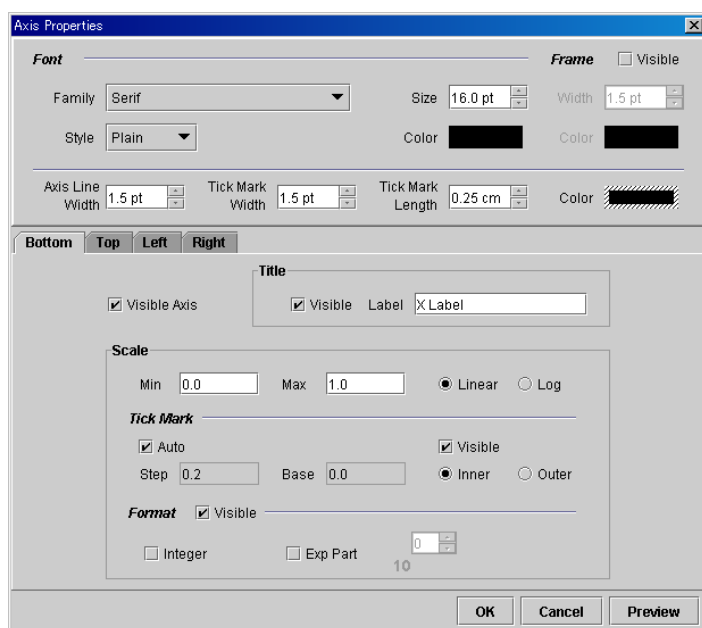 Axis Properties
Font Frame Visible
Family Serif Size 16.0 pt Width 1.5 pt
Style Plain Color Color
Axis Line Width 1.5 pt Tick Mark Width 1.5 pt Tick Mark Length 0.25 cm Color
Bottom Top Left Right
Title
Visible Axis Visible Label X Label
Scale
Min 0.0 Max 1.0 Linear Log
Tick Mark
Auto Visible
Step 0.2 Base 0.0 Inner Outer
Format Visible
Integer Exp Part 10 0
OK Cancel Preview